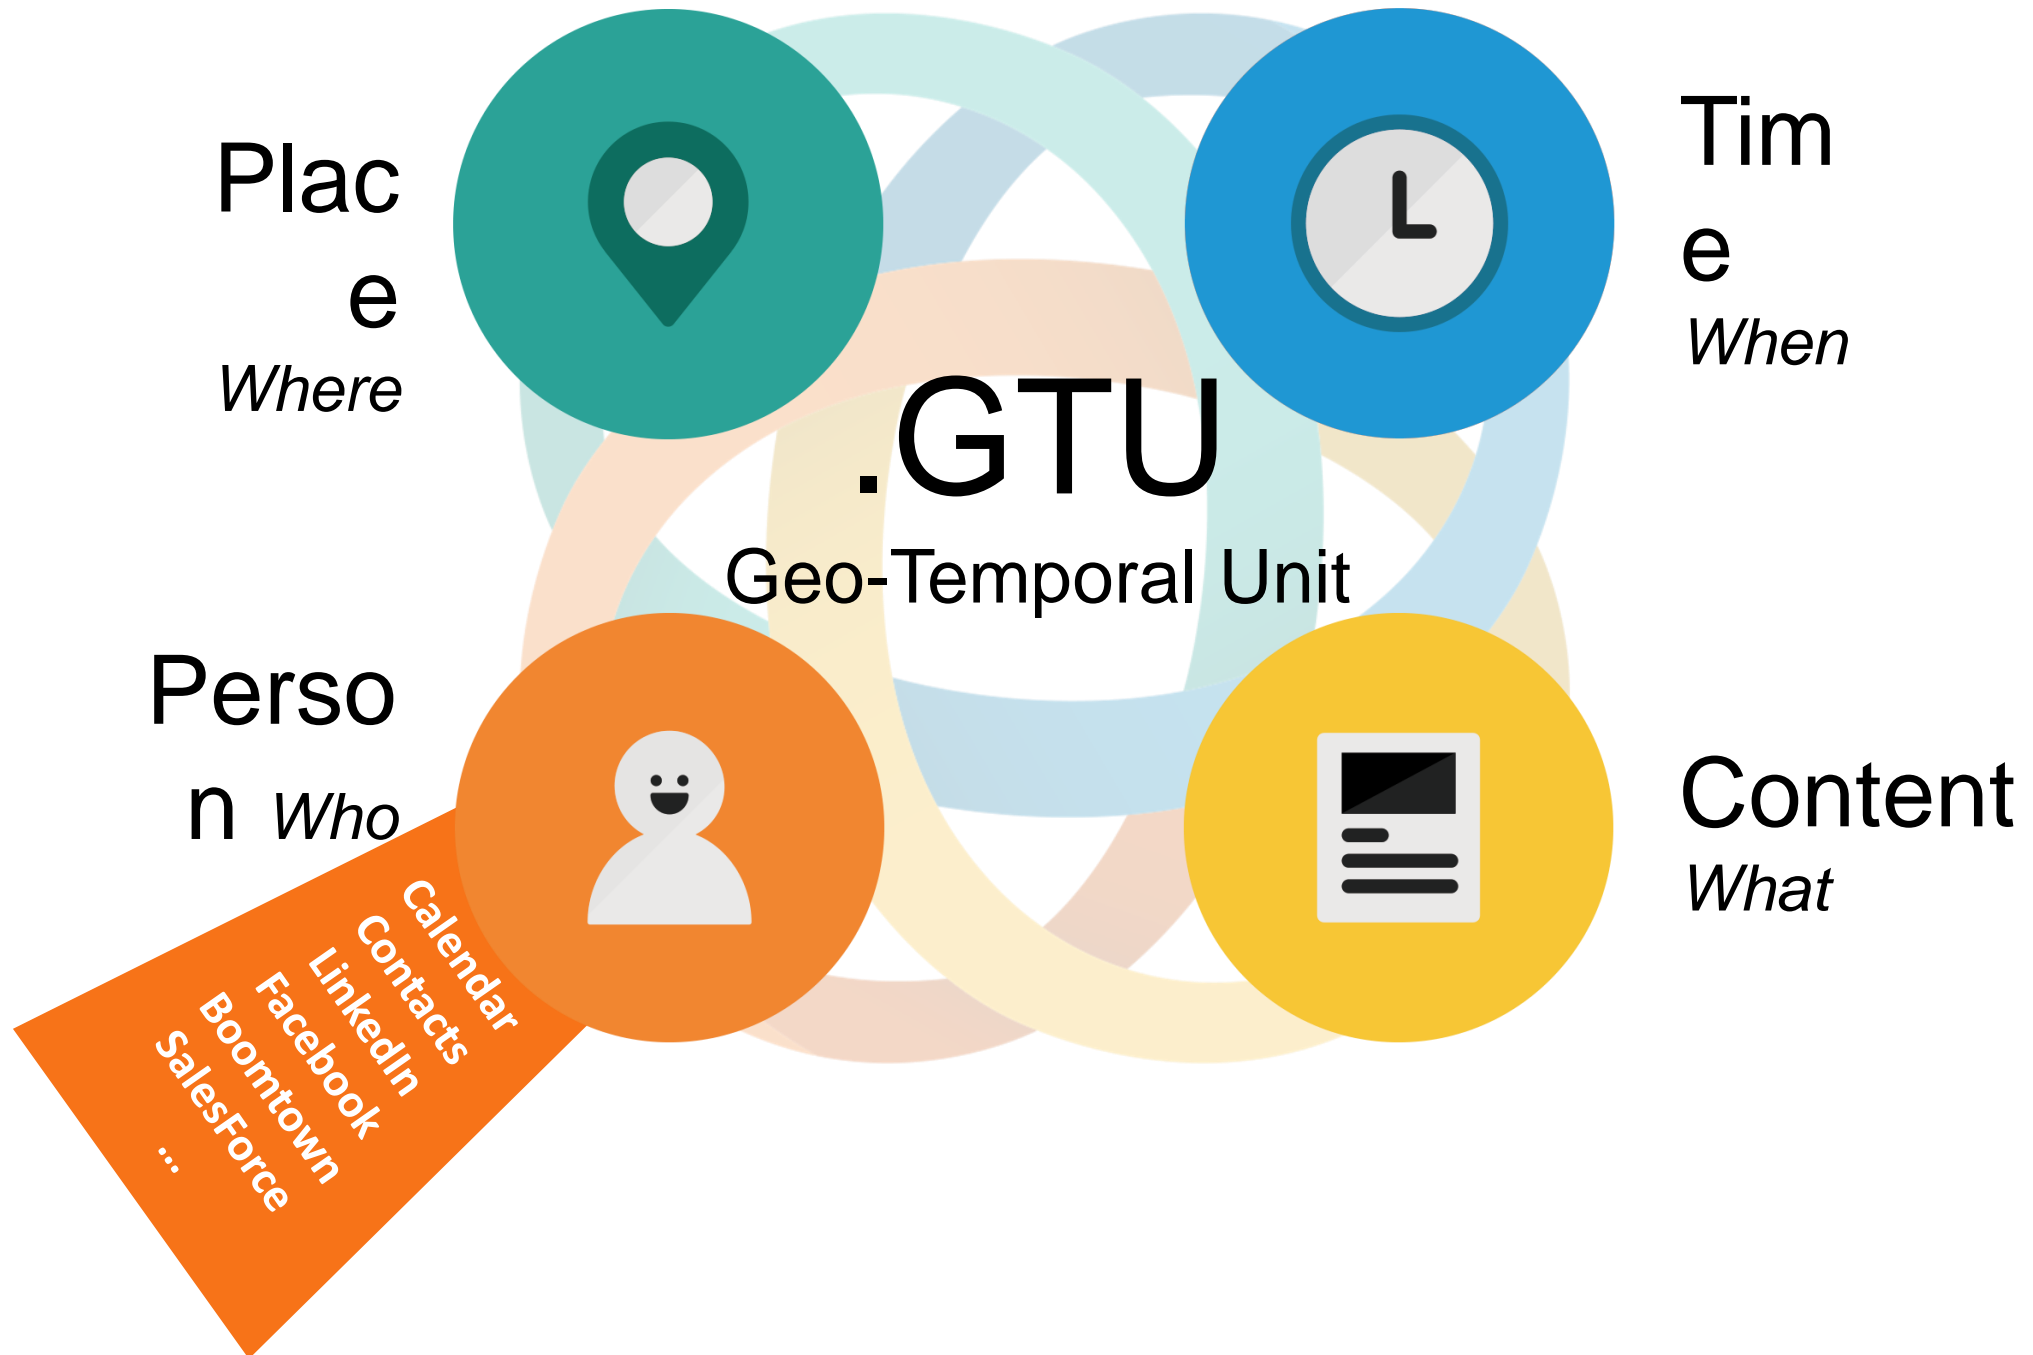 Plac
e
Where
Tim
e
When
.GTU
Geo-Temporal Unit
Perso
n Who
Content
What
Calendar
Contacts
LinkedIn
Facebook
Boomtown
SalesForce
...